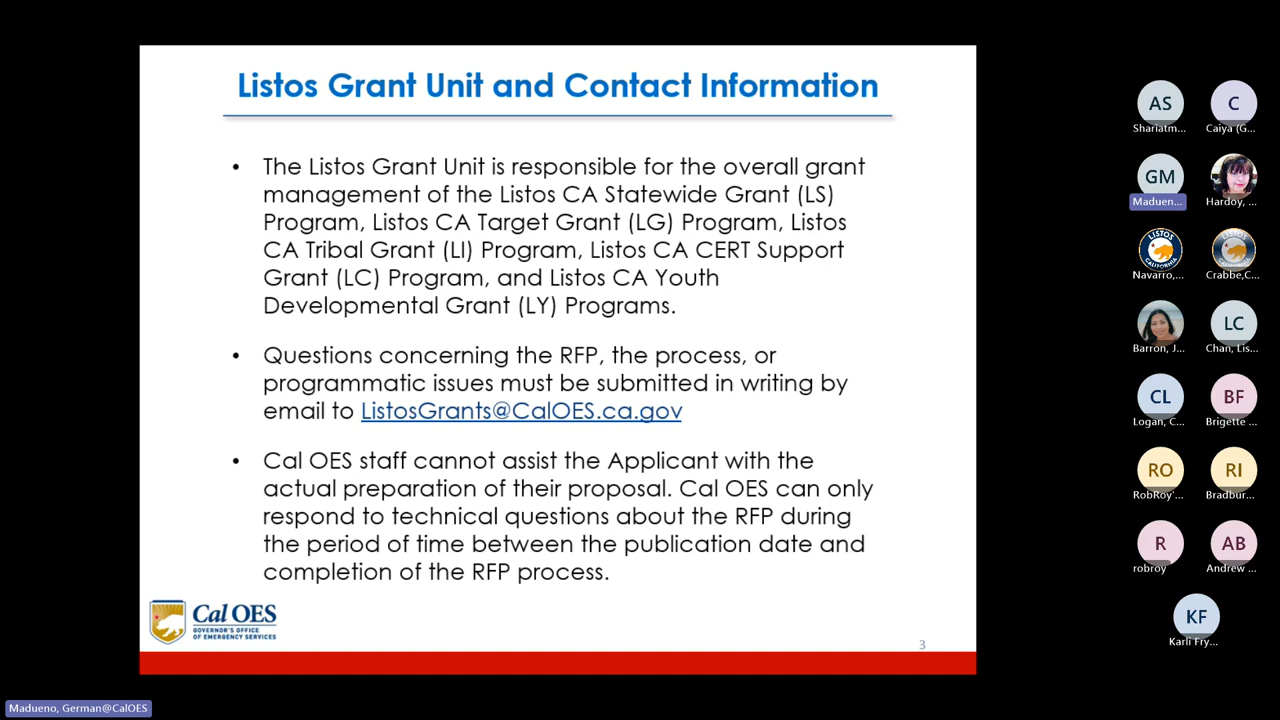 Listos Grant Unit and Contact Information
• The Listos Grant Unit is responsible for the overall grant
management of the Listos CA Statewide Grant (LS)
Program, Listos CA Target Grant (LG) Program, Listos
CA Tribal Grant (LI) Program, Listos CA CERT Support
Grant (LC) Program, and Listos CA Youth
Developmental Grant (LY) Programs.
• Questions concerning the RFP, the process, or
programmatic issues must be submitted in writing by
email to ListosGrants@CalOES.ca.gov
• Cal OES staff cannot assist the Applicant with the
actual preparation of their proposal. Cal OES can only
respond to technical questions about the RFP during
the period of time between the publication date and
completion of the RFP process.
Cal OES
GOVERNOR'S OFFICE
OF EMERGENCY SERVICES
3
AS
Shariatm...
C
Caiya (G...
GM
Maduen...
Hardoy, ...
LISTOS
CALIFORNIA
Navarro,...
LISTOS
CALIFORNIA
Crabbe,C...
Barron, J...
LC
Chan, Lis...
CL
Logan, C...
BF
Brigette ...
RO
RobRoy'...
RI
Bradbur...
R
robroy
AB
Andrew ...
KF
Karli Fry...
Madueno, German@CalOES